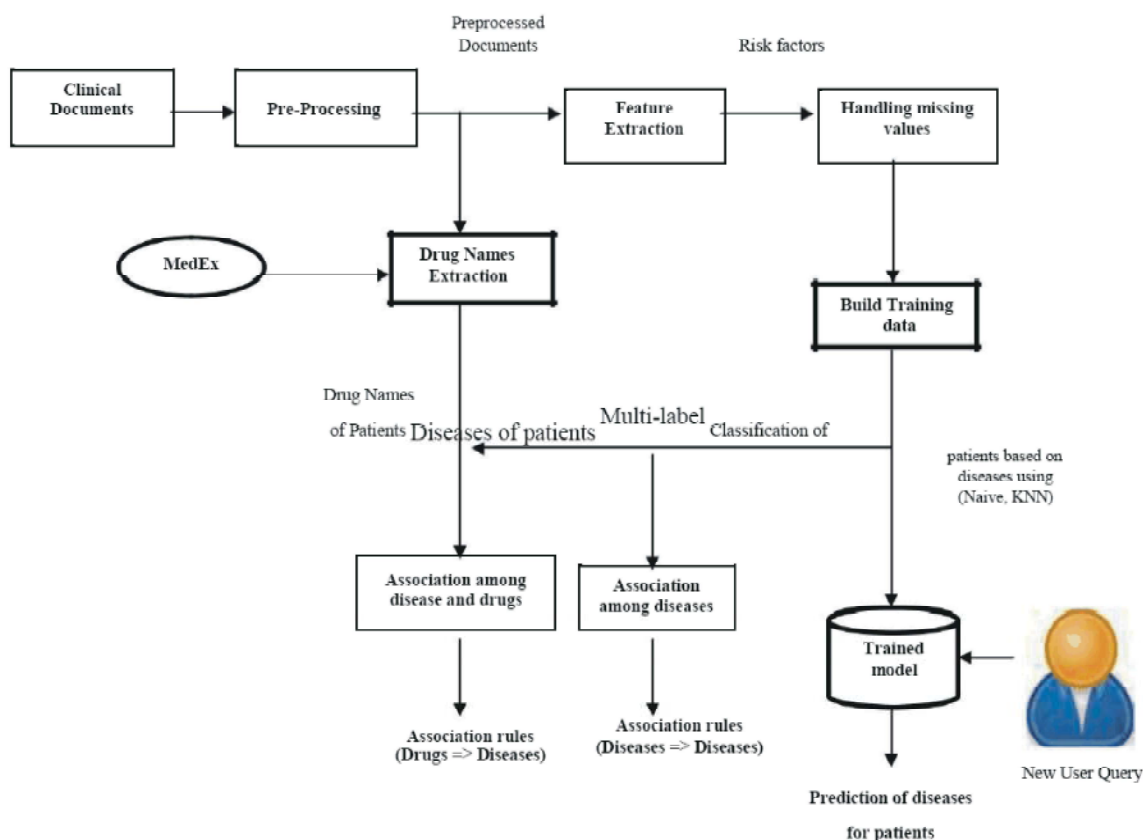 Preprocessed
Documents
Risk factors
Clinical
Documents
Pre-Processing
Feature
Extraction
Handling missing
values
MedEx
Drug Names
Extraction
Build Training
data
Drug Names
of Patients
Diseases of patients
Multi-label
Classification of
patients based on
diseases using
(Naive, KNN)
Association among
disease and drugs
Association
among diseases
Trained
model
Association rules
(Drugs => Diseases)
Association rules
(Diseases => Diseases)
New User Query
Prediction of diseases
for patients